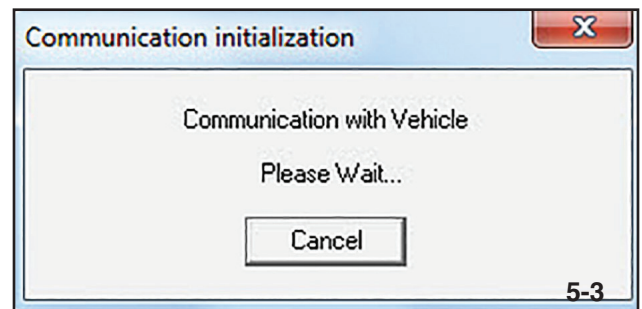 Communication initialization
Communication with Vehicle
Please Wait...
Cancel
5-3